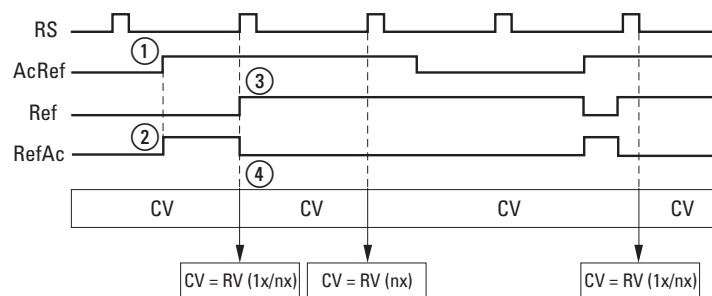 RS
①
AcRef
③
Ref
②
RefAc
④
CV CV CV CV
CV = RV (1x/nx) CV = RV (nx) CV = RV (1x/nx)